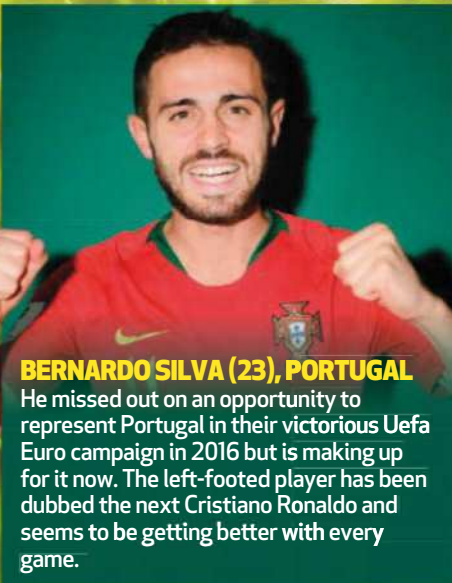 BERNARDO SILVA (23), PORTUGAL
He missed out on an opportunity to
represent Portugal in their victorious Uefa
Euro campaign in 2016 but is making up
for it now. The left-footed player has been
dubbed the next Cristiano Ronaldo and
seems to be getting better with every
game.